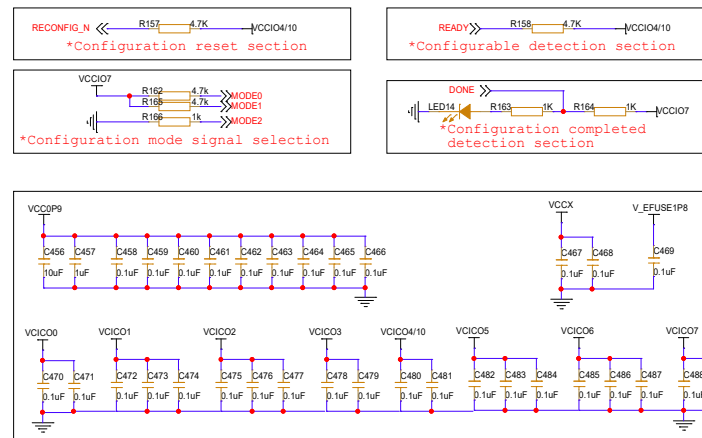 RECONFIG_N R157 4.7K VCCIO4/10
*Configuration reset section
READY R158 4.7K VCCIO4/10
*Configurable detection section
VCCIO7
R162 4.7k MODE0
R165 4.7k MODE1
R166 1k MODE2
*Configuration mode signal selection
DONE
LED14 R163 1K R164 1K VCCIO7
*Configuration completed
detection section
VCC0P9
C456 C457 C458 C459 C460 C461 C462 C463 C464 C465 C466
10uF 1uF 0.1uF 0.1uF 0.1uF 0.1uF 0.1uF 0.1uF 0.1uF 0.1uF 0.1uF
VCCX V_EFUSE1P8
C467 C468 C469
0.1uF 0.1uF 0.1uF
VCICO0 VCICO1 VCICO2 VCICO3 VCICO4/10 VCICO5 VCICO6 VCICO7
C470 C471 C472 C473 C474 C475 C476 C477 C478 C479 C480 C481 C482 C483 C484 C485 C486 C487 C488
0.1uF 0.1uF 0.1uF 0.1uF 0.1uF 0.1uF 0.1uF 0.1uF 0.1uF 0.1uF 0.1uF 0.1uF 0.1uF 0.1uF 0.1uF 0.1uF 0.1uF 0.1uF 0.1uF